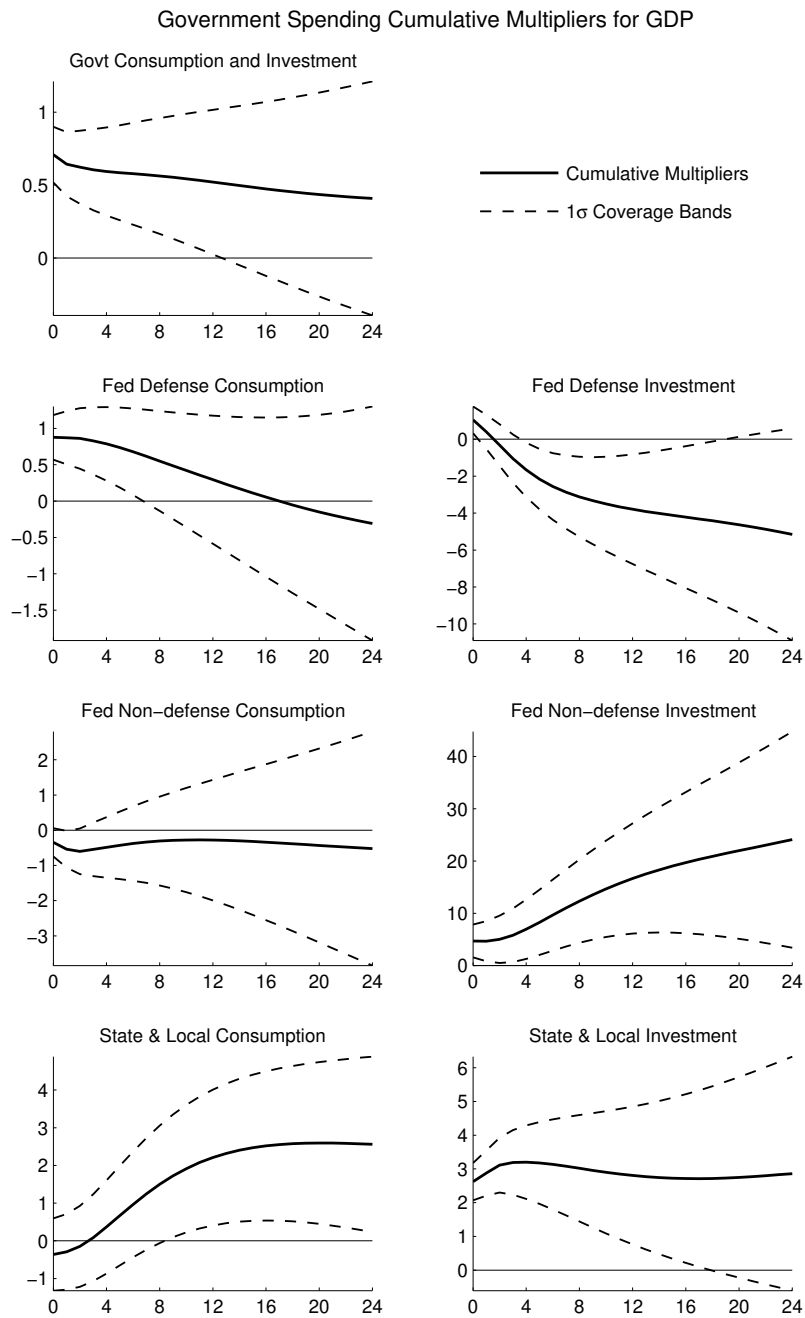 Government Spending Cumulative Multipliers for GDP
Govt Consumption and Investment
1
0.5
0
0 4 8 12 16 20 24
Cumulative Multipliers
1σ Coverage Bands
Fed Defense Consumption
1
0.5
0
−0.5
−1
−1.5
0 4 8 12 16 20 24
Fed Defense Investment
0
−2
−4
−6
−8
−10
0 4 8 12 16 20 24
Fed Non−defense Consumption
2
1
0
−1
−2
−3
0 4 8 12 16 20 24
Fed Non−defense Investment
40
30
20
10
0
0 4 8 12 16 20 24
State & Local Consumption
4
3
2
1
0
−1
0 4 8 12 16 20 24
State & Local Investment
6
5
4
3
2
1
0
0 4 8 12 16 20 24